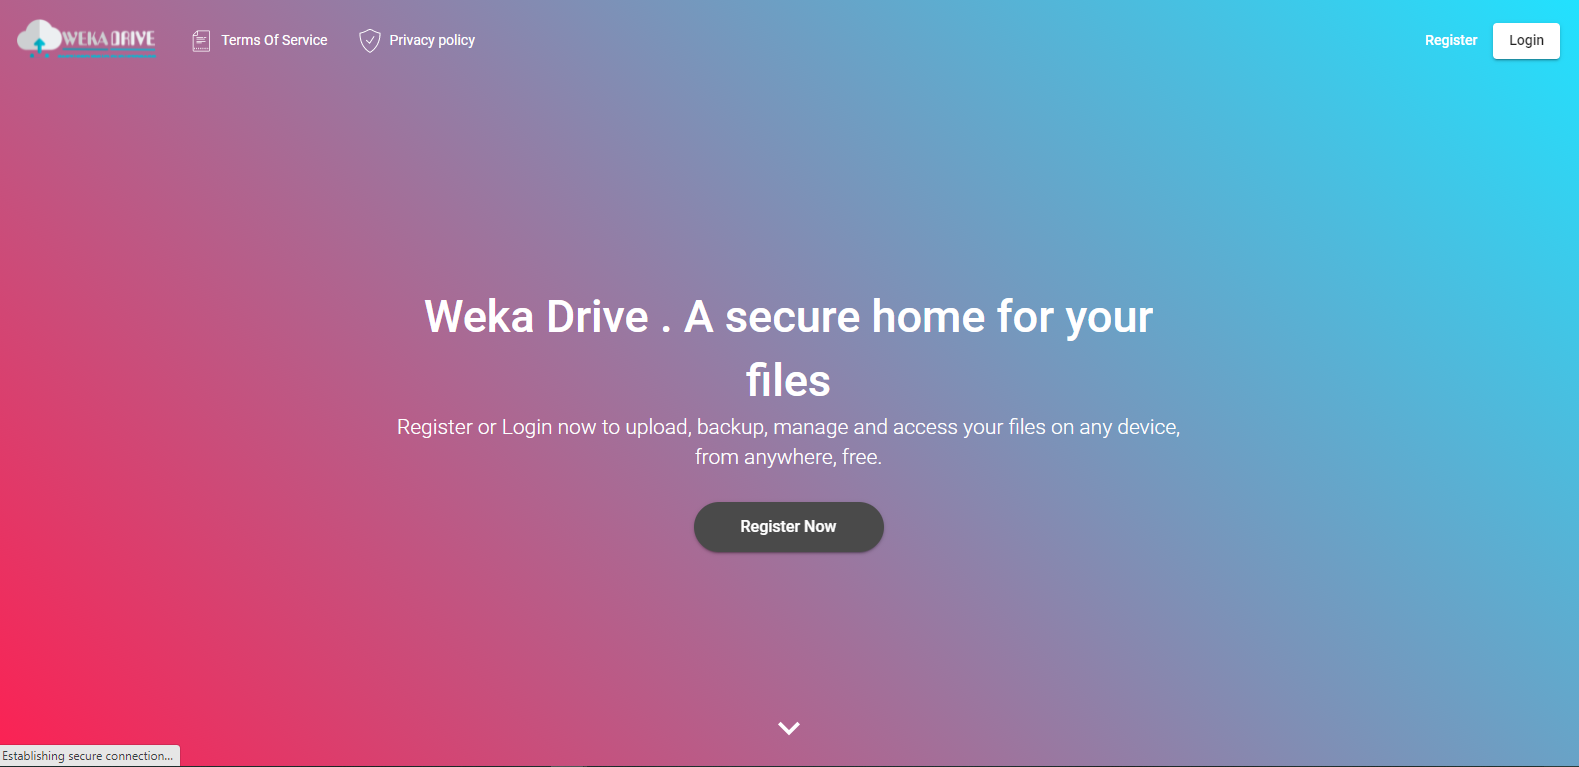 WEKA DRIVE
Terms Of Service
Privacy policy
Register
Login
Weka Drive . A secure home for your
files
Register or Login now to upload, backup, manage and access your files on any device,
from anywhere, free.
Register Now
Establishing secure connection...